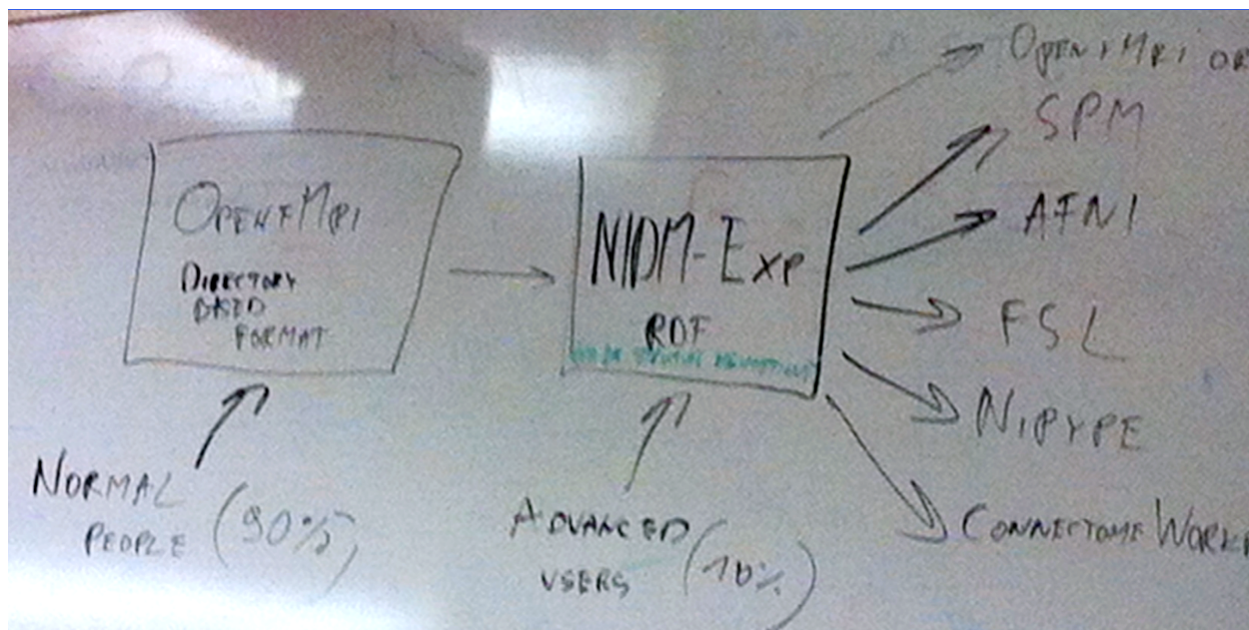 OPENFMRI OR
SPM
OPENFMRI
DIRECTORY
BASED
FORMAT
NIDM-EXP
RDF
AFNI
FSL
NIPYPE
CONNECTOME
NORMAL
PEOPLE (90%)
ADVANCED
USERS (10%)